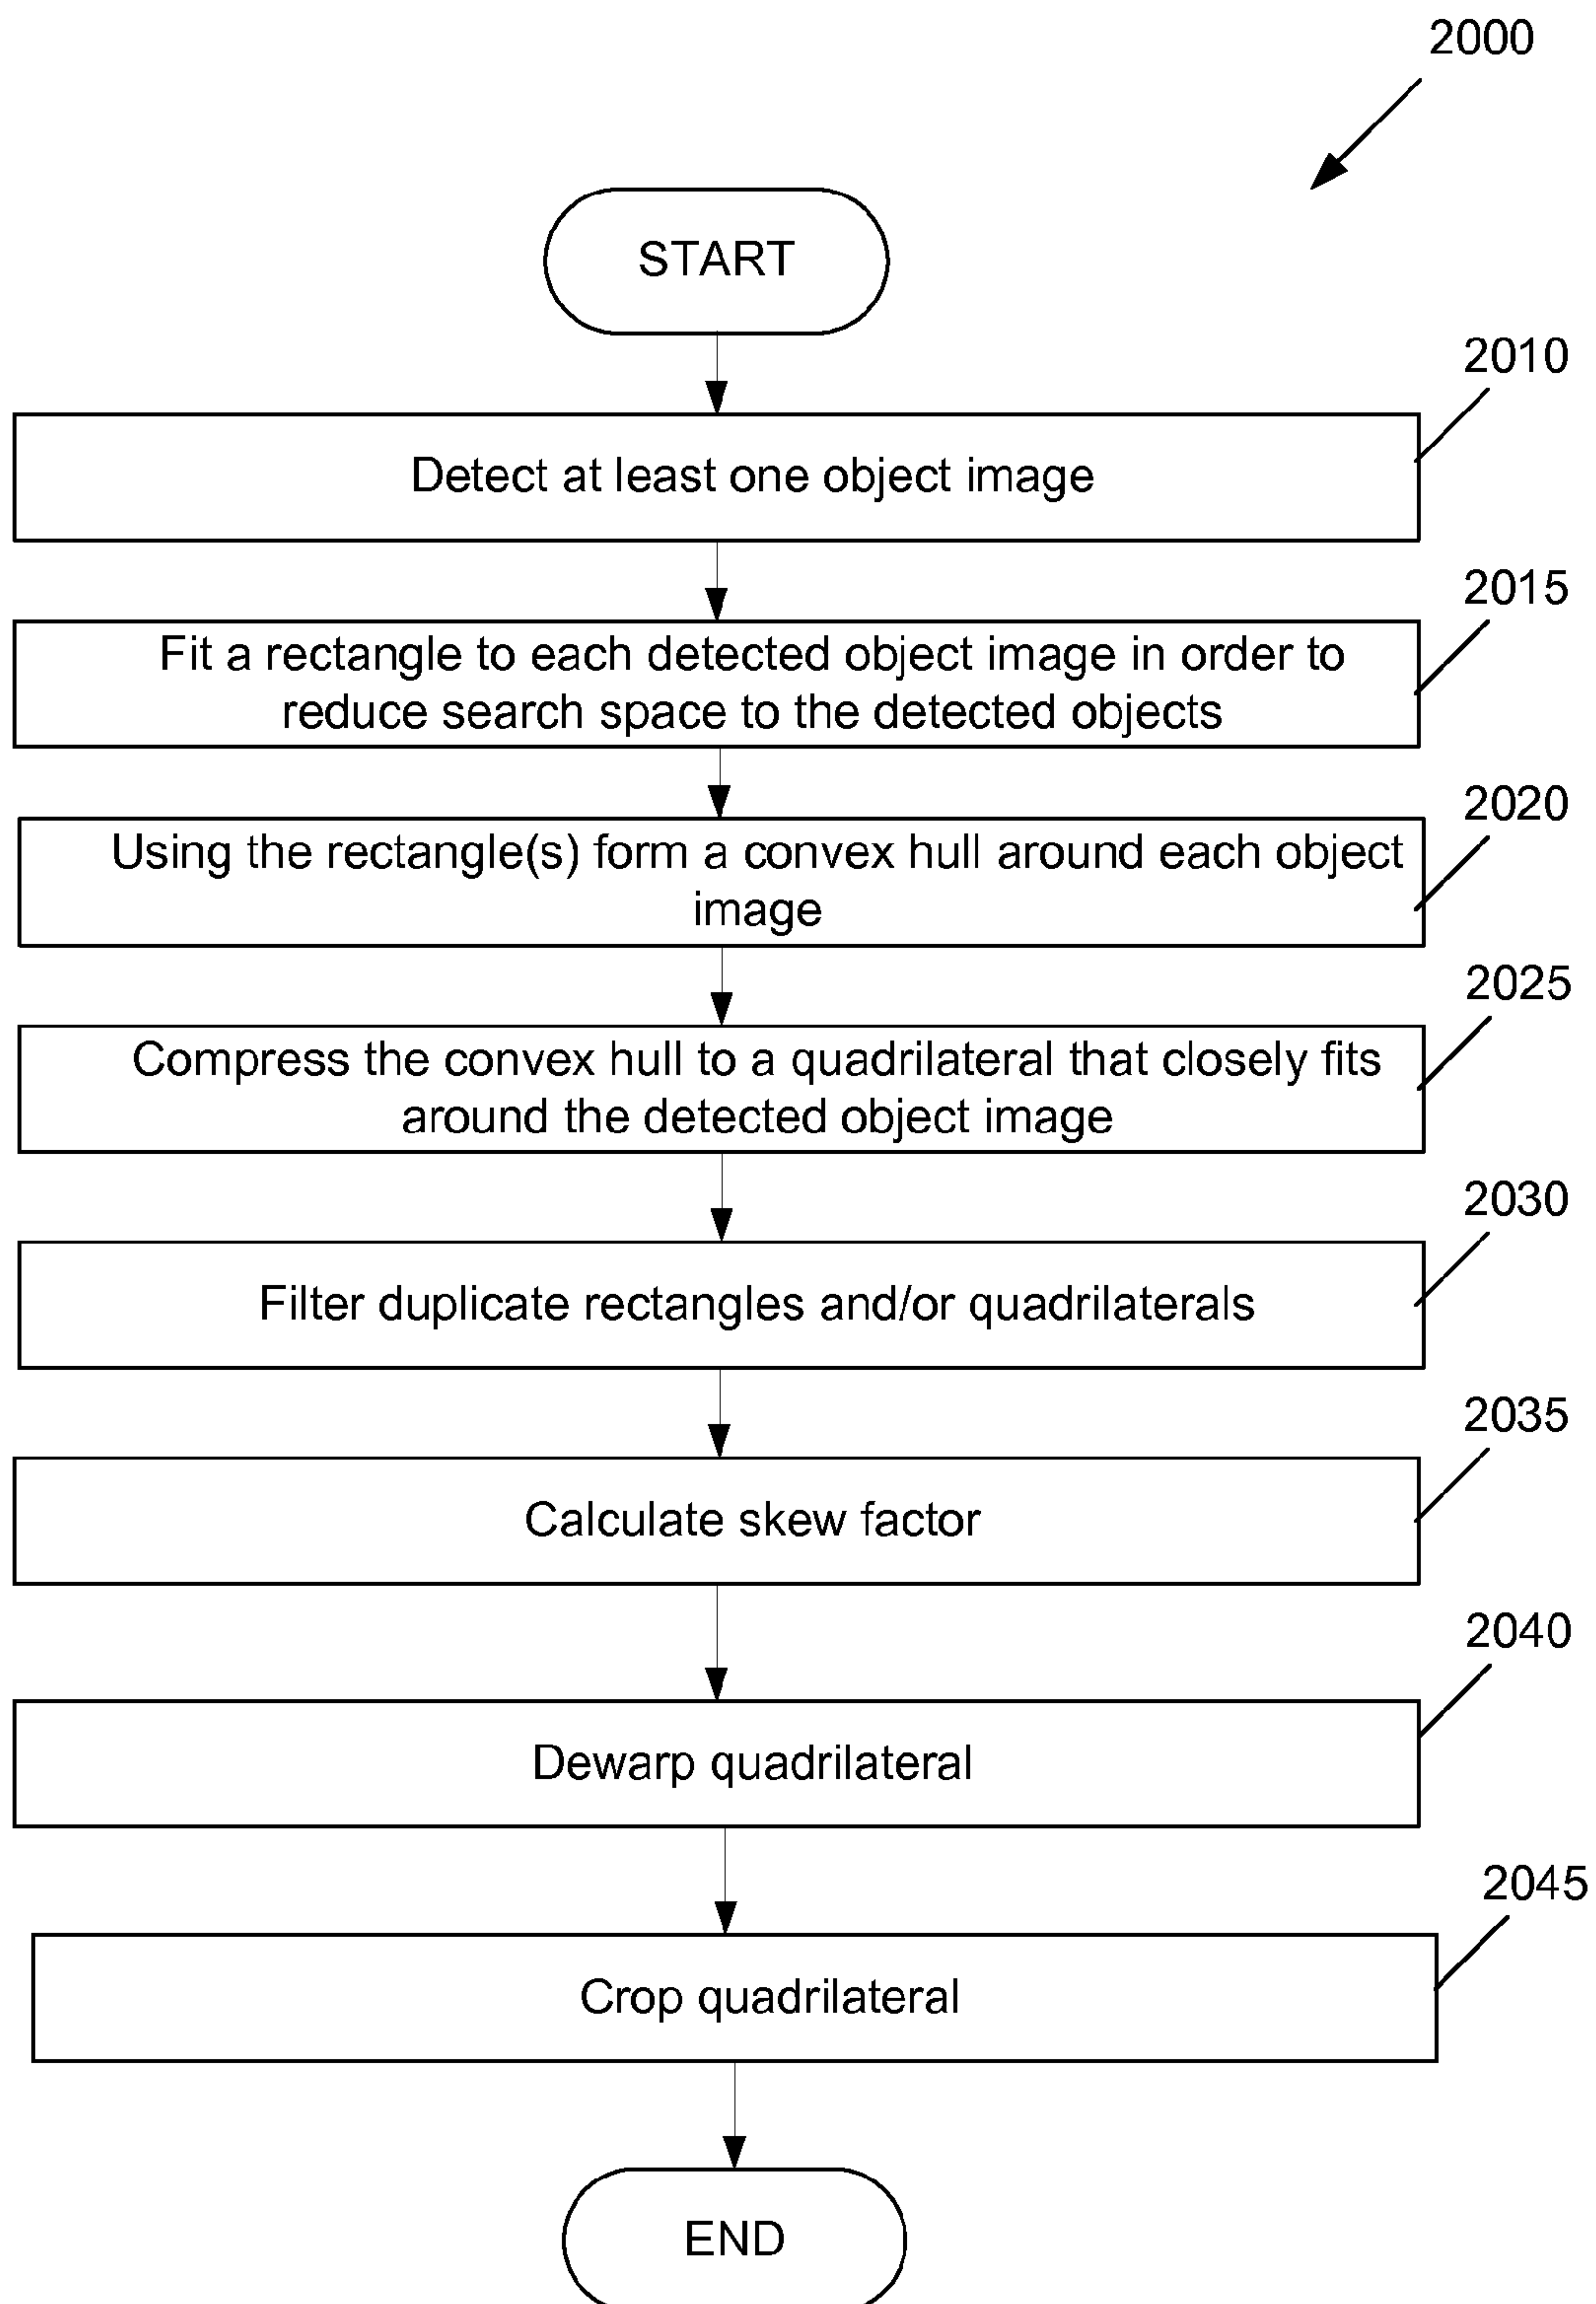 2000
START
2010
Detect at least one object image
2015
Fit a rectangle to each detected object image in order to
reduce search space to the detected objects
2020
Using the rectangle(s) form a convex hull around each object
image
2025
Compress the convex hull to a quadrilateral that closely fits
around the detected object image
2030
Filter duplicate rectangles and/or quadrilaterals
2035
Calculate skew factor
2040
Dewarp quadrilateral
2045
Crop quadrilateral
END